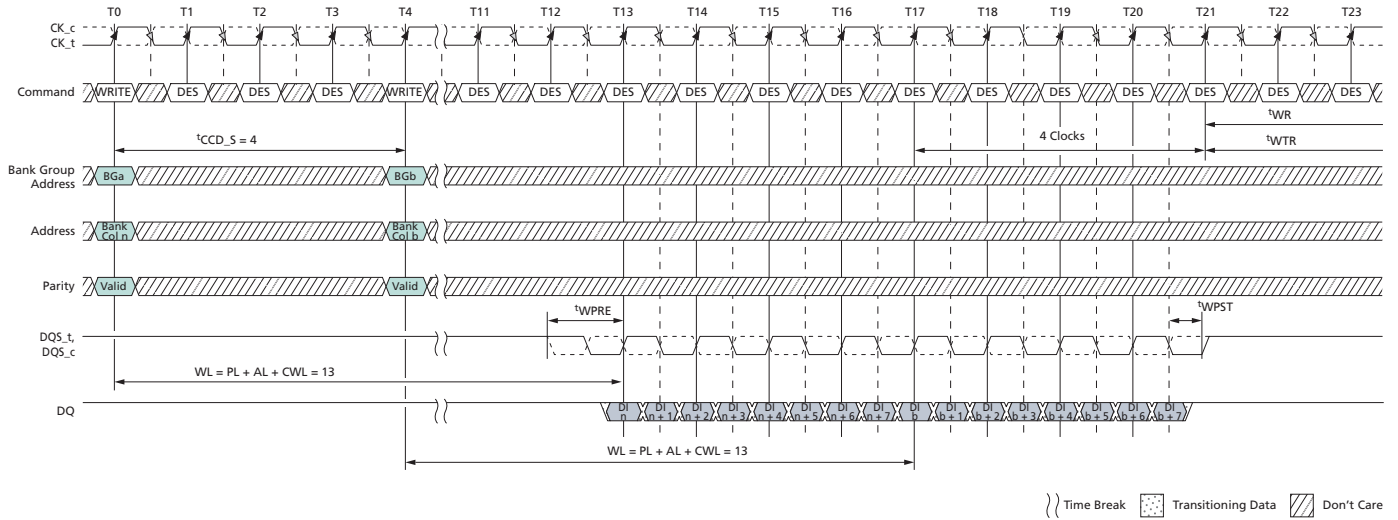 T0 T1 T2 T3 T4 T11 T12 T13 T14 T15 T16 T17 T18 T19 T20 T21 T22 T23
CK_c
CK_t
Command WRITE DES DES DES WRITE DES DES DES DES DES DES DES DES DES DES DES DES DES
tWR
tCCD_S = 4 4 Clocks tWTR
Bank Group
Address BGa BGb
Address Bank
Col n Bank
Col b
Parity Valid Valid
tWPRE tWPST
DQS_t,
DQS_c
WL = PL + AL + CWL = 13
DQ DI
n DI
n + 1 DI
n + 2 DI
n + 3 DI
n + 4 DI
n + 5 DI
n + 6 DI
n + 7 DI
b DI
b + 1 DI
b + 2 DI
b + 3 DI
b + 4 DI
b + 5 DI
b + 6 DI
b + 7
WL = PL + AL + CWL = 13
Time Break Transitioning Data Don't Care